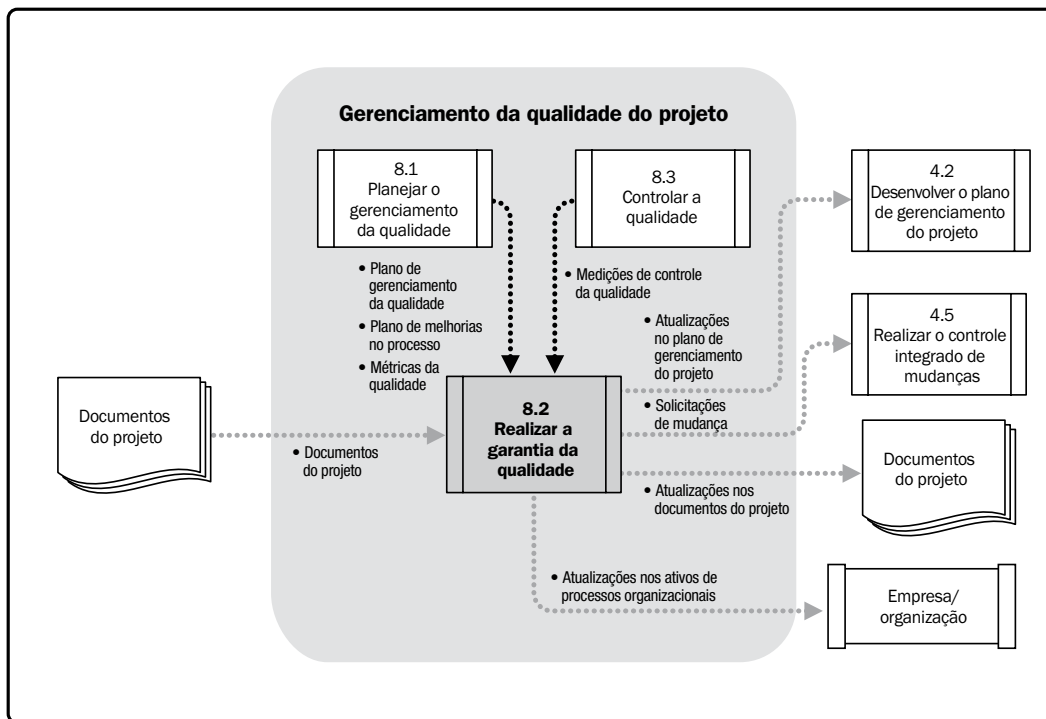 Gerenciamento da qualidade do projeto
8.1
Planejar o
gerenciamento
da qualidade
8.3
Controlar a
qualidade
4.2
Desenvolver o plano
de gerenciamento
do projeto
• Plano de
gerenciamento
da qualidade
• Plano de melhorias
no processo
• Métricas da
qualidade
• Medições de controle
da qualidade
• Atualizações
no plano de
gerenciamento
do projeto
4.5
Realizar o controle
integrado de
mudanças
Documentos
do projeto
• Documentos
do projeto
8.2
Realizar a
garantia da
qualidade
• Solicitações
de mudança
Documentos
do projeto
• Atualizações nos
documentos do projeto
• Atualizações nos ativos de
processos organizacionais
Empresa/
organização